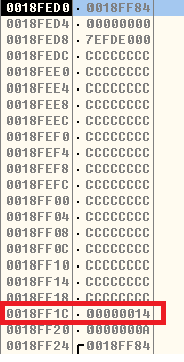 0018FED0 · 0018FF84
0018FED4 · 00000000
0018FED8 · 7EFDE000
0018FEDC · CCCCCCCC
0018FEE0 · CCCCCCCC
0018FEE4 · CCCCCCCC
0018FEE8 · CCCCCCCC
0018FEEC · CCCCCCCC
0018FEF0 · CCCCCCCC
0018FEF4 · CCCCCCCC
0018FEF8 · CCCCCCCC
0018FEFC · CCCCCCCC
0018FF00 · CCCCCCCC
0018FF04 · CCCCCCCC
0018FF08 · CCCCCCCC
0018FF0C · CCCCCCCC
0018FF10 · CCCCCCCC
0018FF14 · CCCCCCCC
0018FF18 · CCCCCCCC
0018FF1C · 00000014
0018FF20 · 0000000A
0018FF24 0018FF84